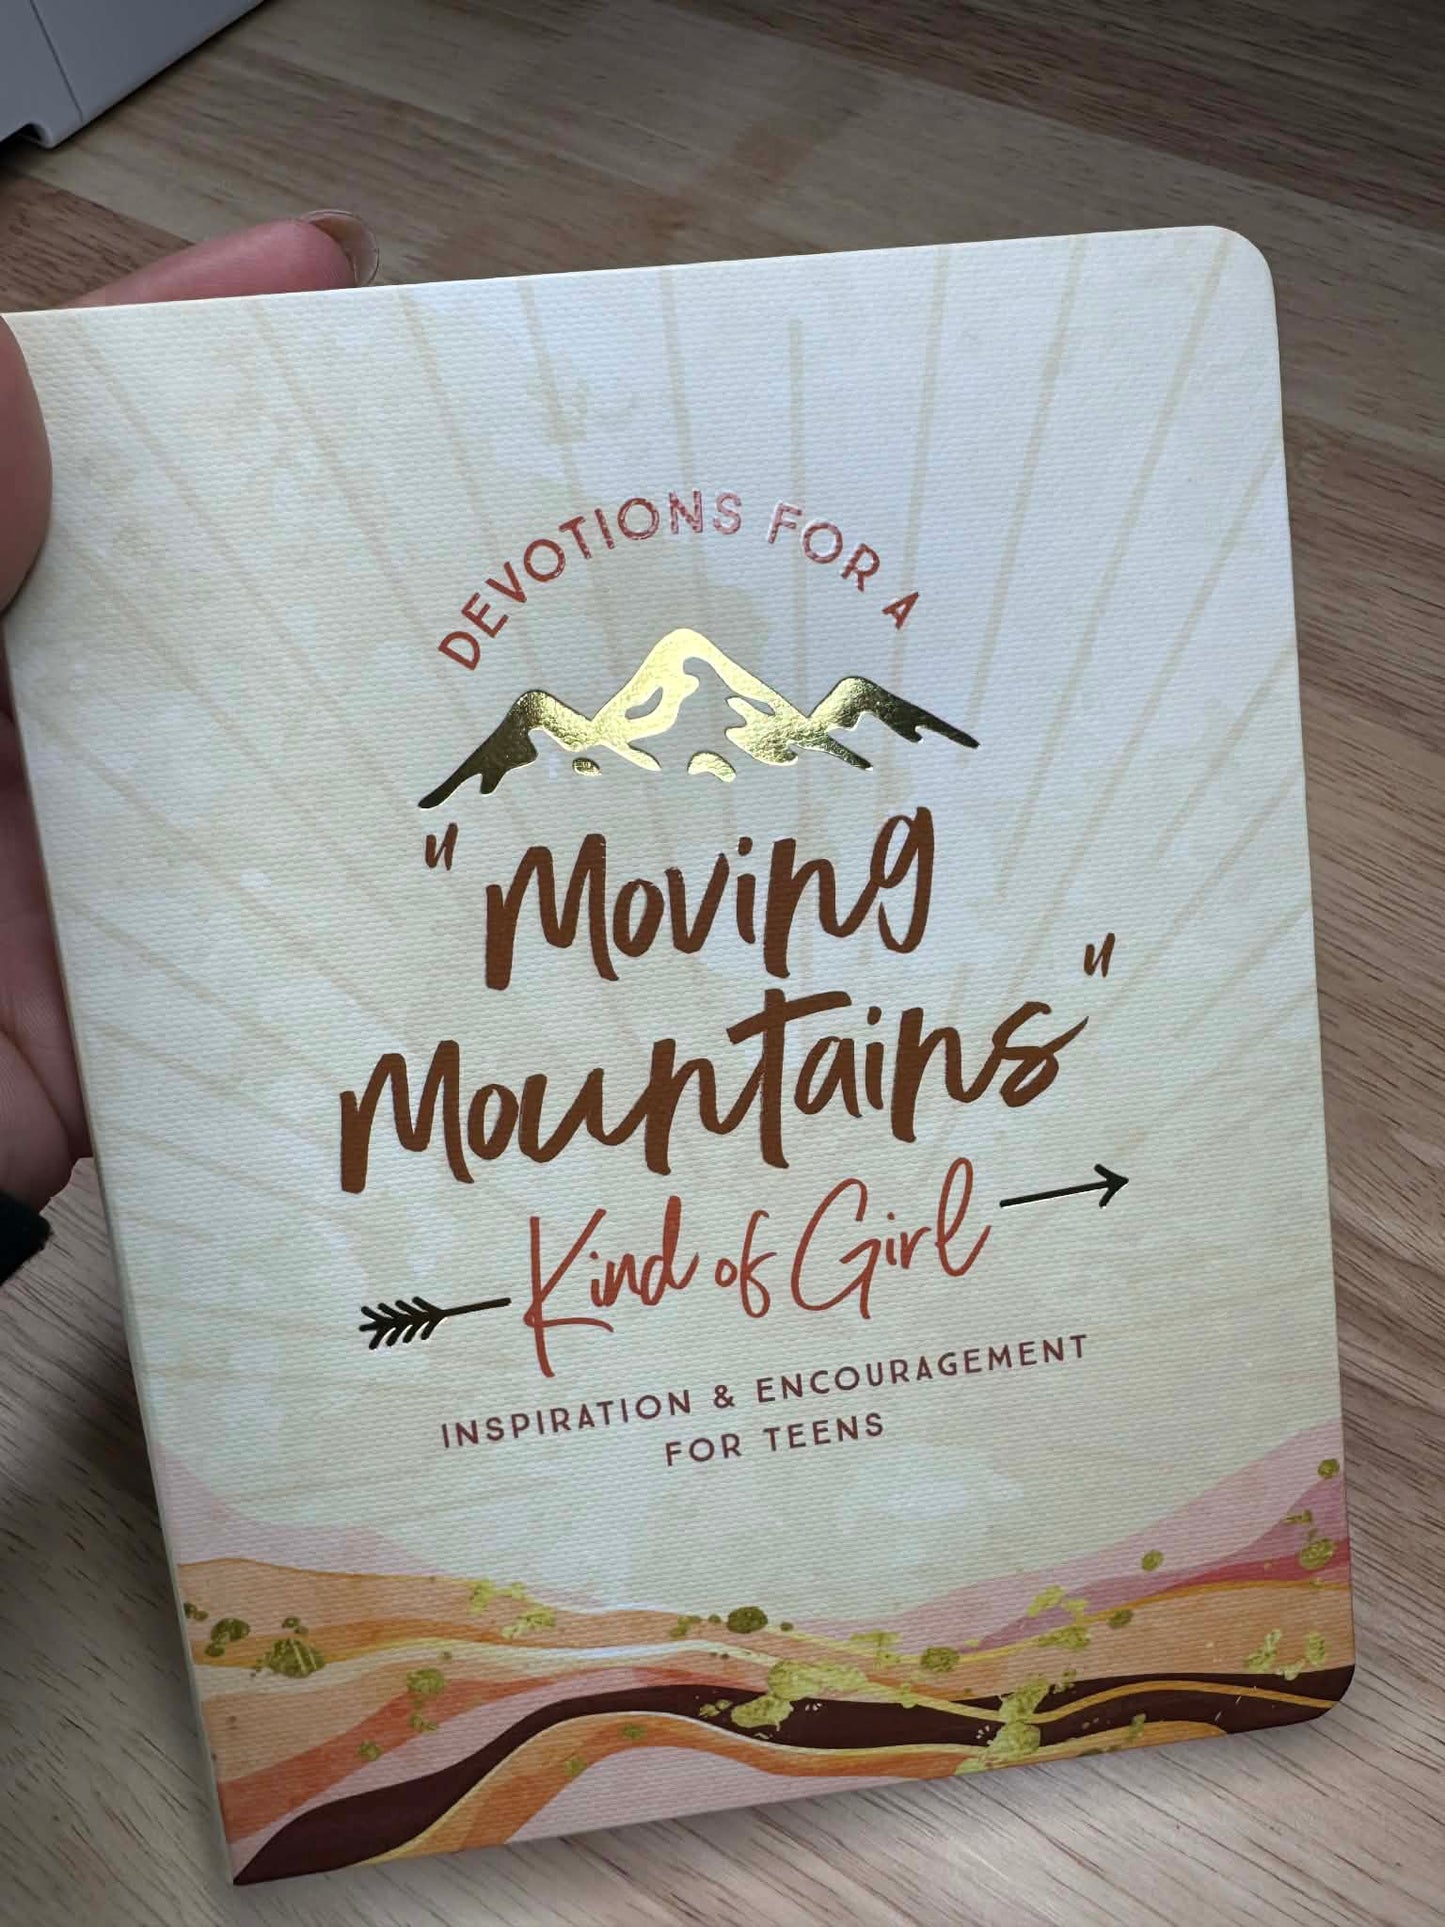 DEVOTIONS FOR A
"Moving
Mountains"
Kind of Girl
INSPIRATION & ENCOURAGEMENT
FOR TEENS